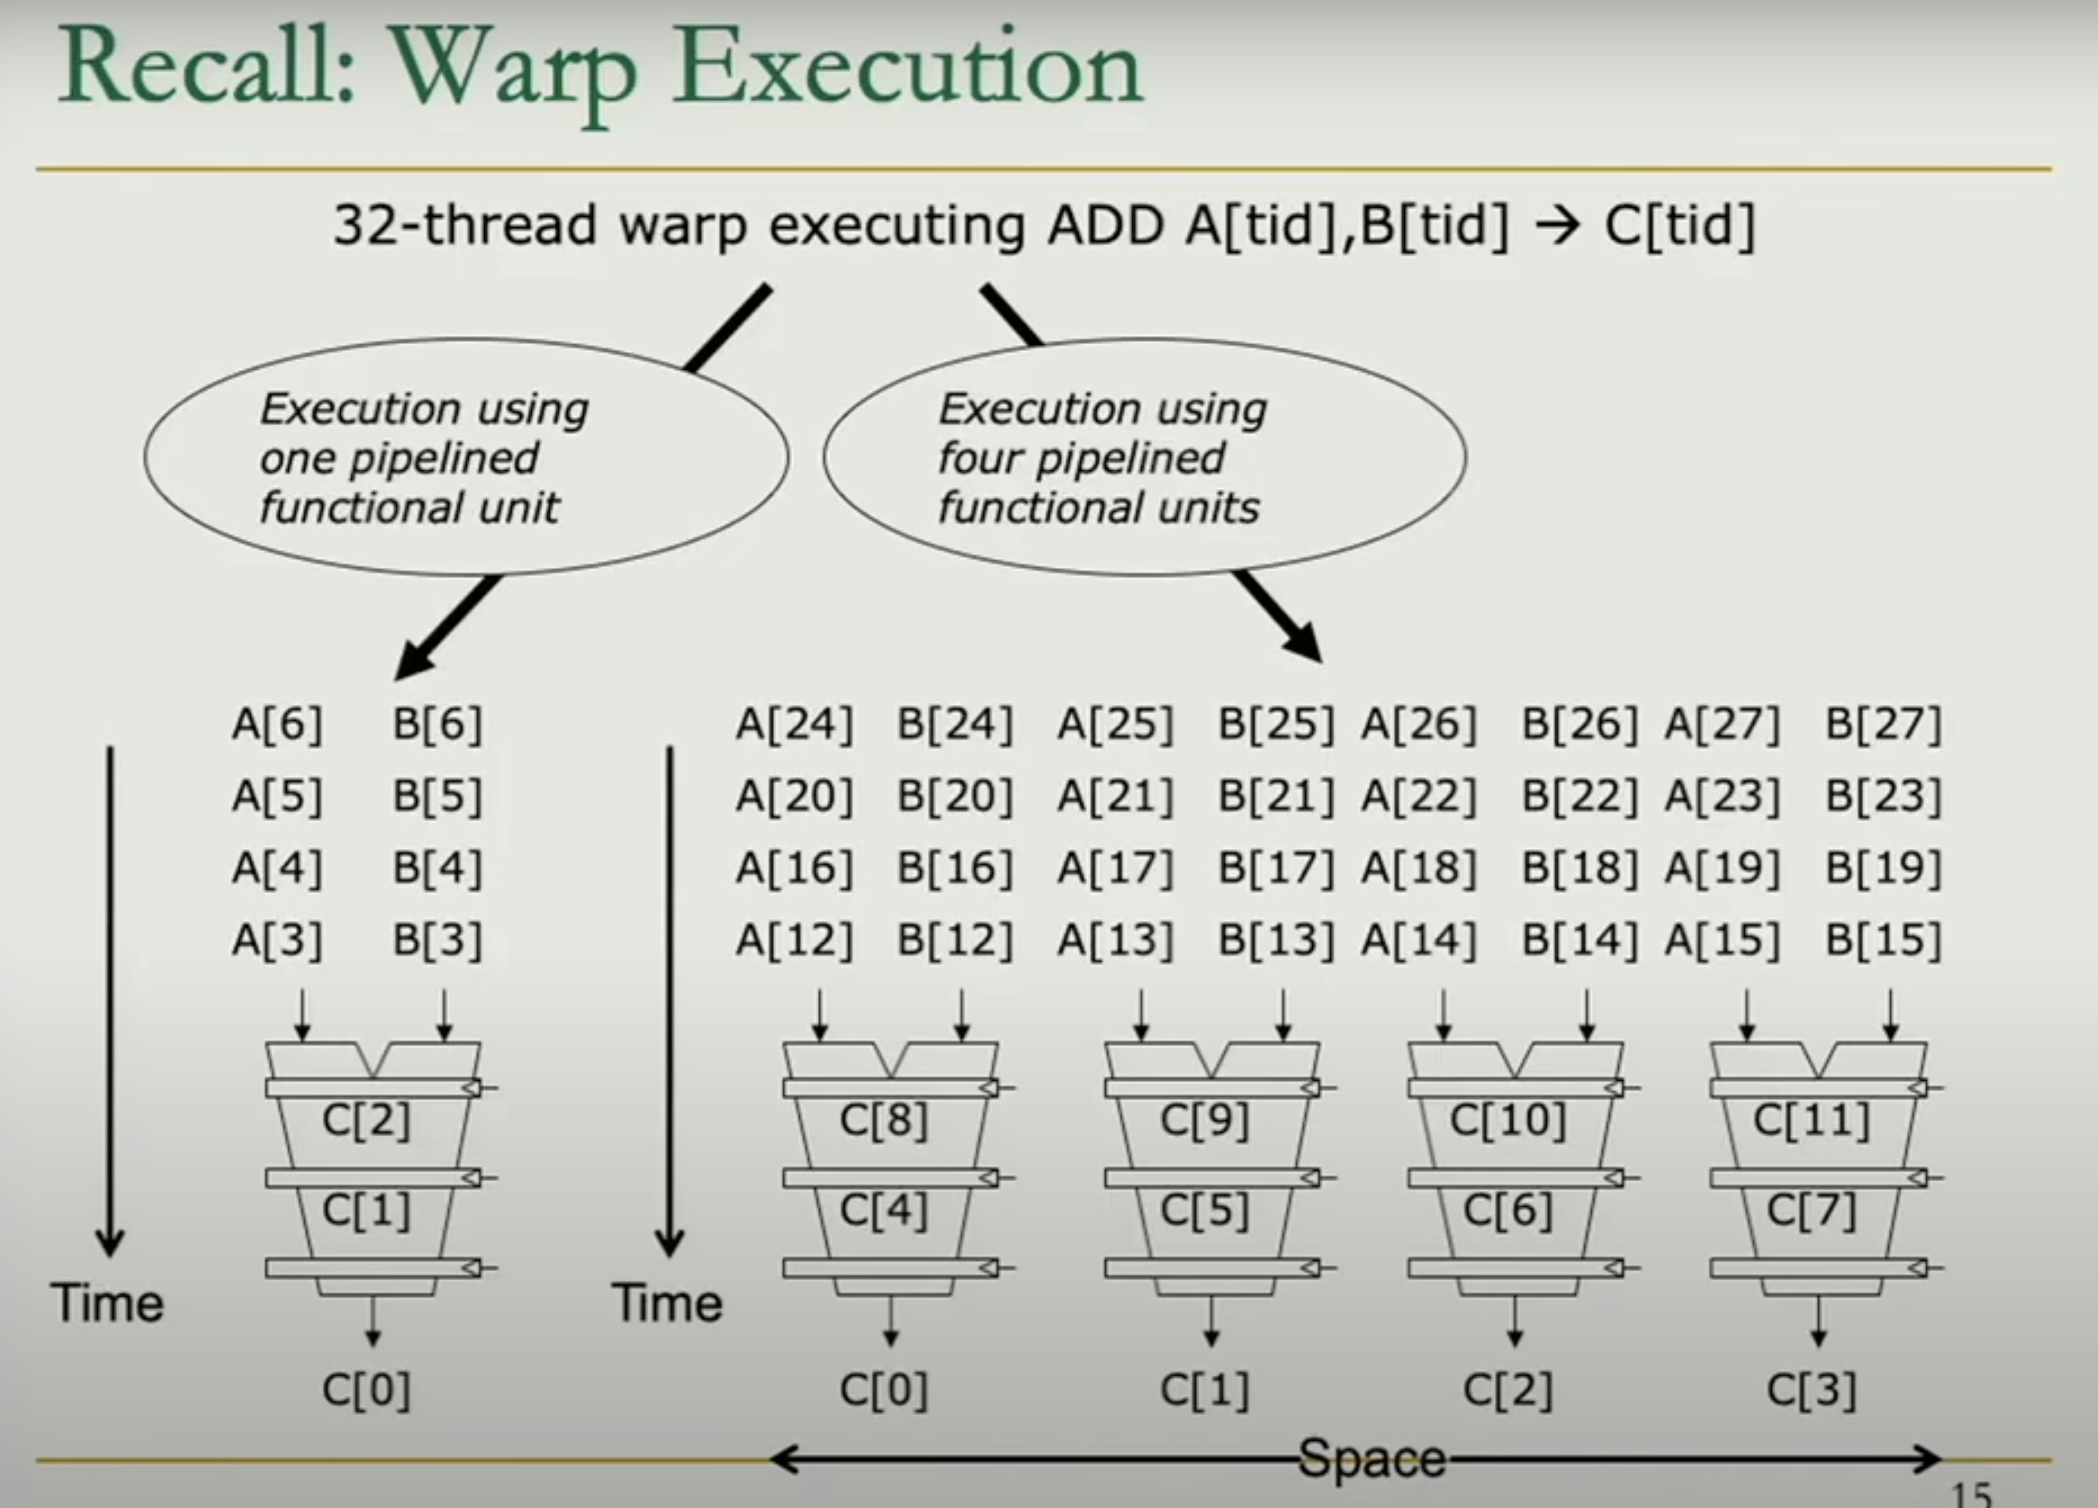 Recall: Warp Execution
32-thread warp executing ADD A[tid],B[tid] → C[tid]
Execution using
one pipelined
functional unit
Execution using
four pipelined
functional units
A[6] B[6]
A[5] B[5]
A[4] B[4]
A[3] B[3]
C[2]
C[1]
C[0]
Time
A[24] B[24] A[25] B[25] A[26] B[26] A[27] B[27]
A[20] B[20] A[21] B[21] A[22] B[22] A[23] B[23]
A[16] B[16] A[17] B[17] A[18] B[18] A[19] B[19]
A[12] B[12] A[13] B[13] A[14] B[14] A[15] B[15]
C[8] C[9] C[10] C[11]
C[4] C[5] C[6] C[7]
Time
C[0] C[1] C[2] C[3]
Space
15